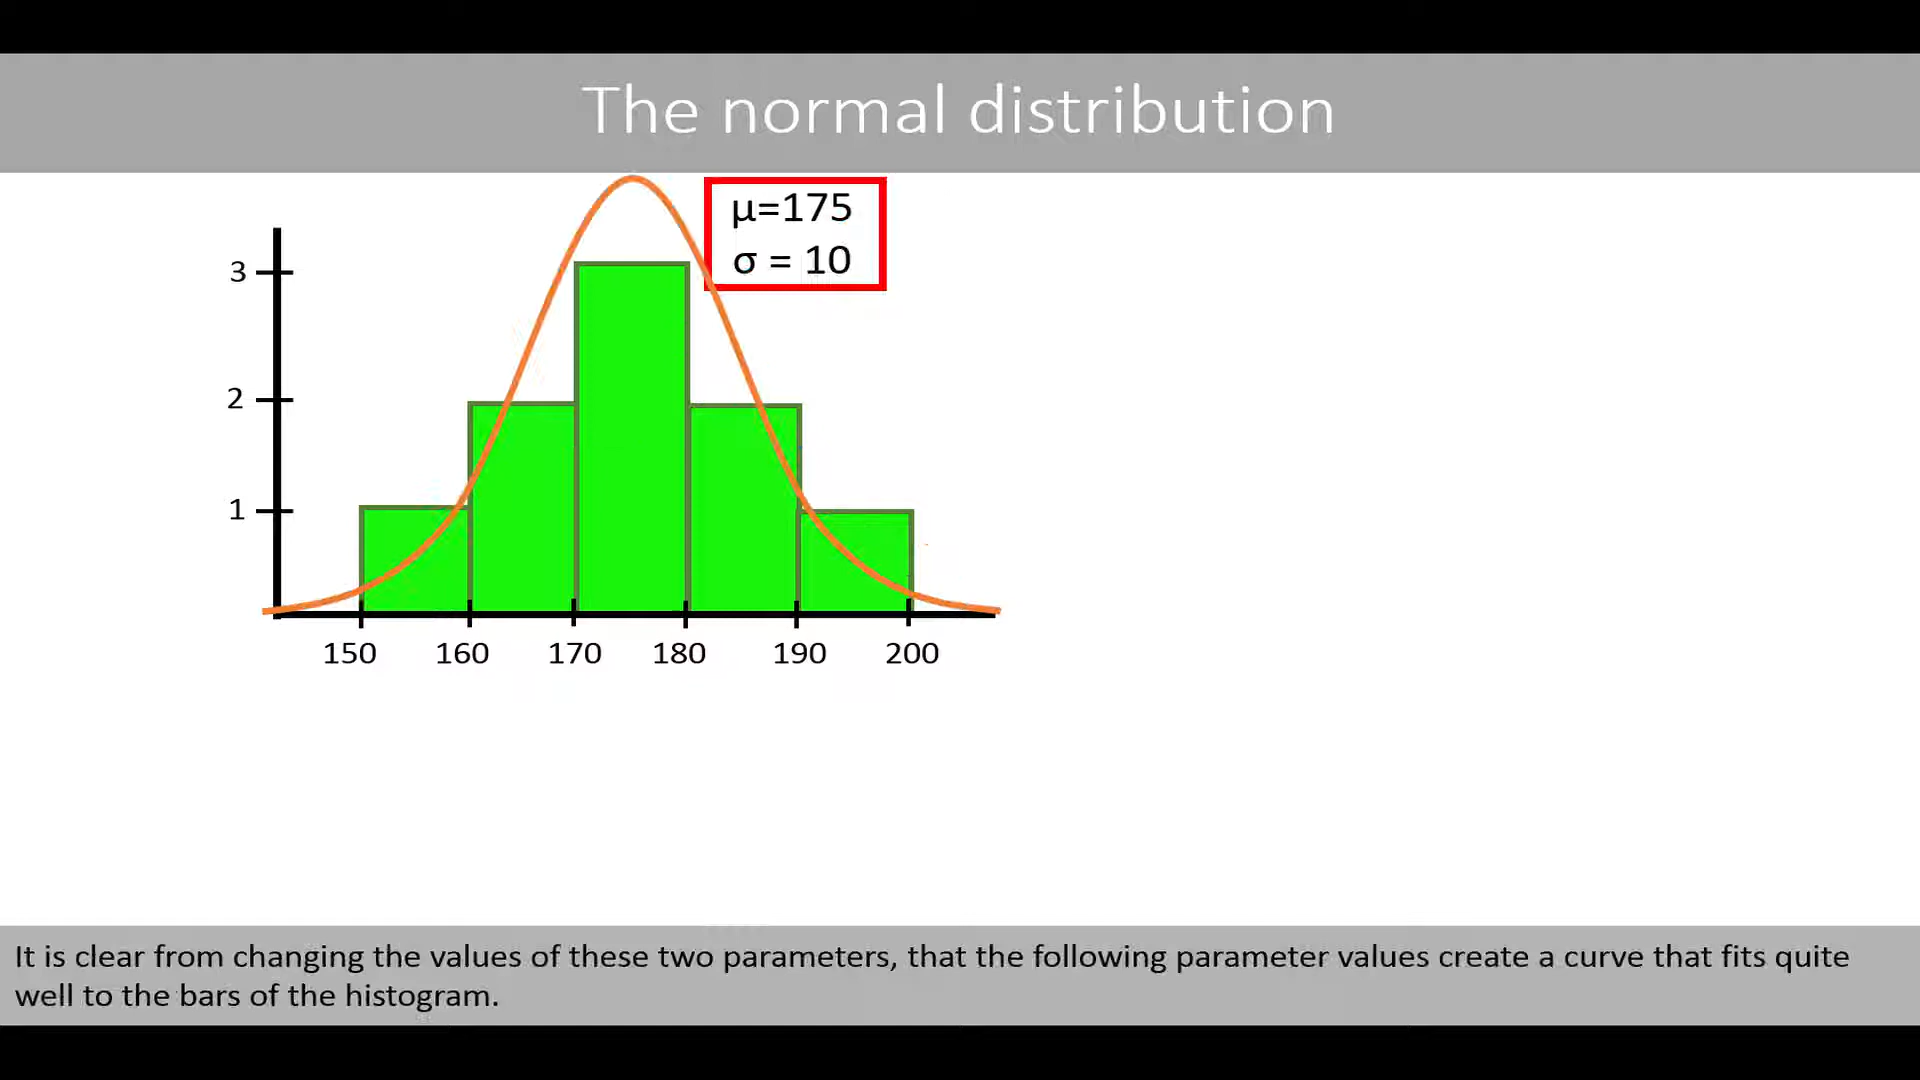 The normal distribution
μ=175
σ = 10
3
2
1
150 160 170 180 190 200
It is clear from changing the values of these two parameters, that the following parameter values create a curve that fits quite
well to the bars of the histogram.